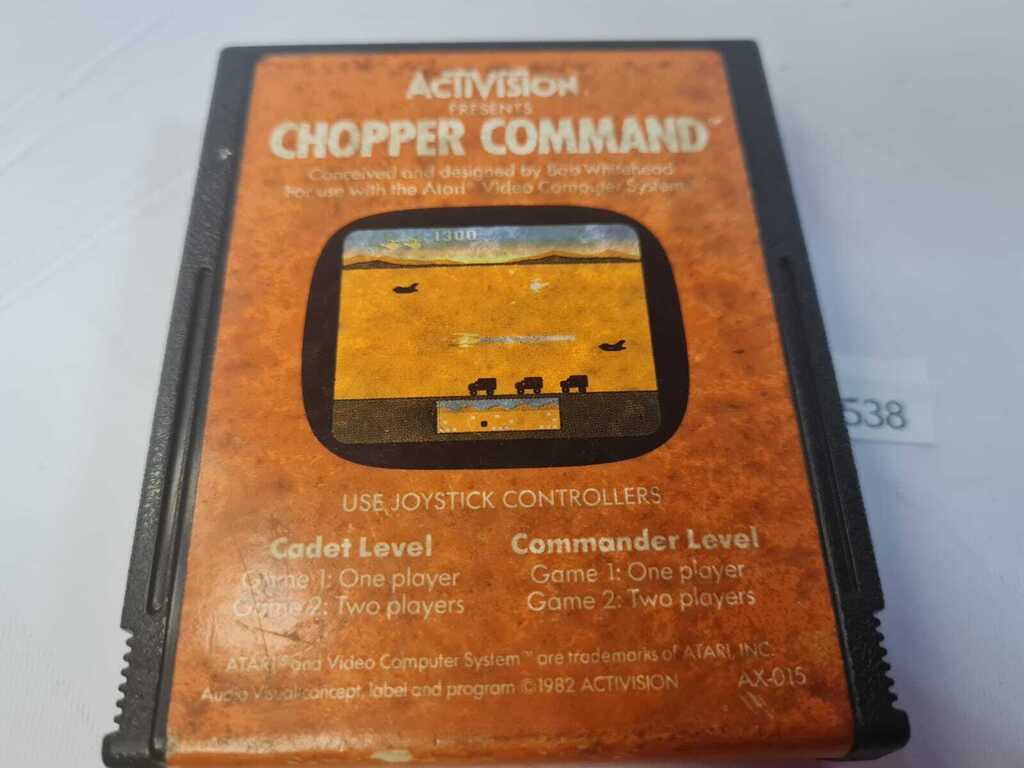 ACTIVISION
PRESENTS
CHOPPER COMMAND™
Conceived and designed by Bob Whitehead
For use with the Atari® Video Computer System™
1300
USE JOYSTICK CONTROLLERS
Cadet Level
Game 1: One player
Game 2: Two players
Commander Level
Game 1: One player
Game 2: Two players
ATARI® and Video Computer System™ are trademarks of ATARI, INC.
Audio Visual concept, label and program © 1982 ACTIVISION
AX-015
538